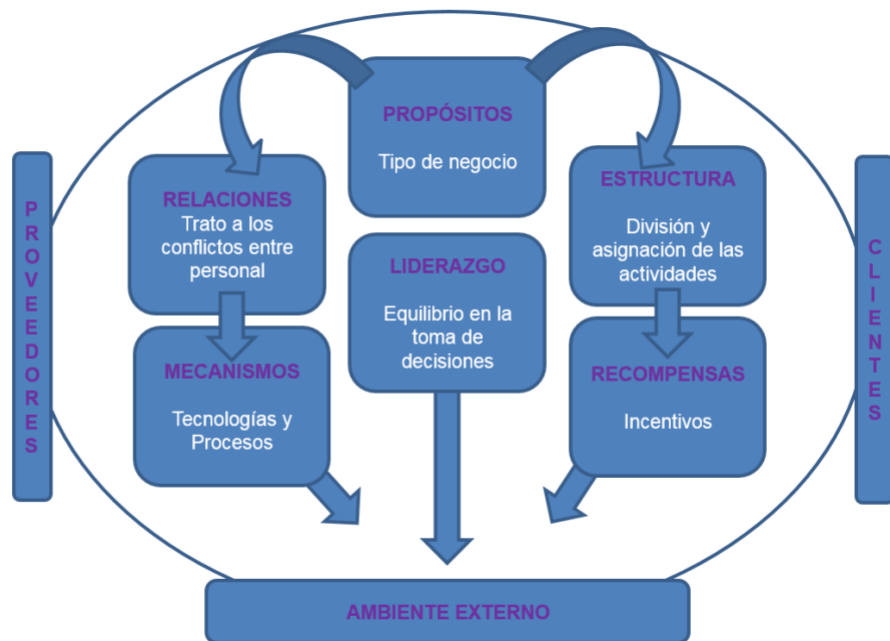 PROPÓSITOS
Tipo de negocio
RELACIONES
Trato a los
conflictos entre
personal
ESTRUCTURA
División y
asignación de las
actividades
LIDERAZGO
Equilibrio en la
toma de
decisiones
MECANISMOS
Tecnologías y
Procesos
RECOMPENSAS
Incentivos
PROVEEDORES
CLIENTES
AMBIENTE EXTERNO